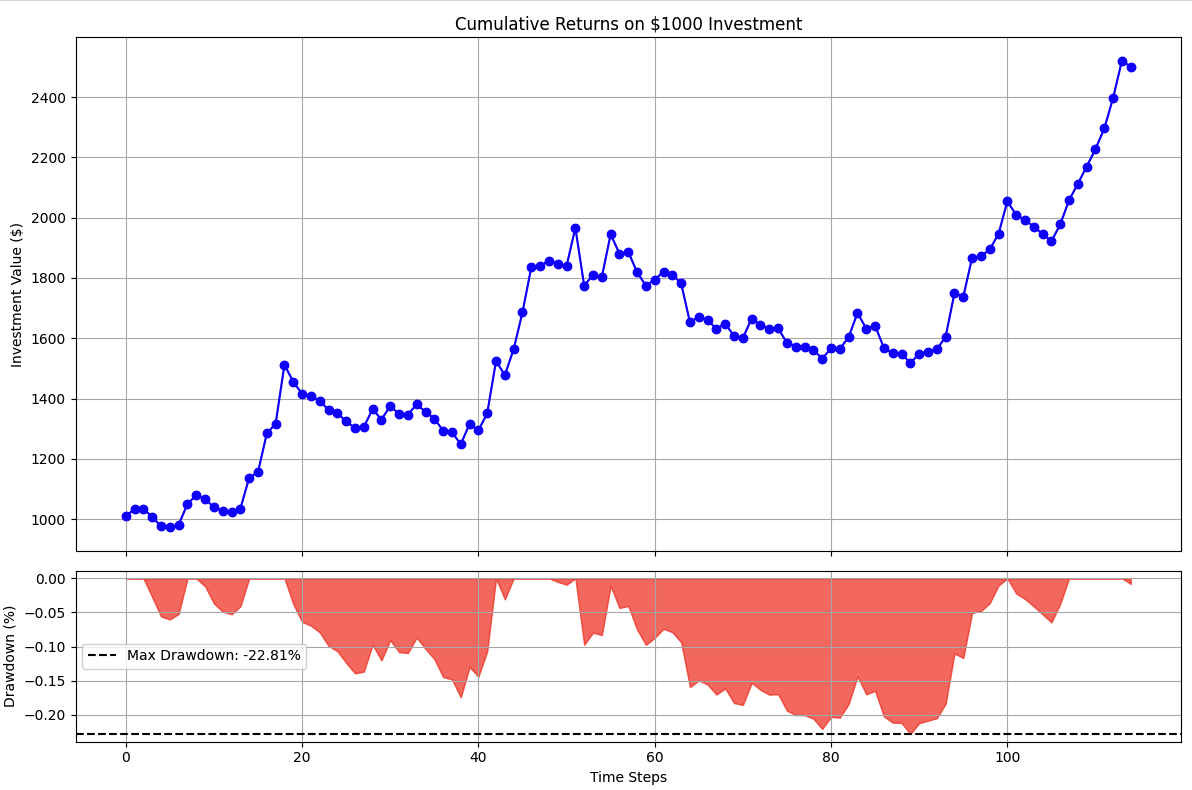 Cumulative Returns on $1000 Investment
Investment Value ($)
2400
2200
2000
1800
1600
1400
1200
1000
Drawdown (%)
0.00
−0.05
−0.10
−0.15
−0.20
Max Drawdown: -22.81%
0 20 40 60 80 100
Time Steps